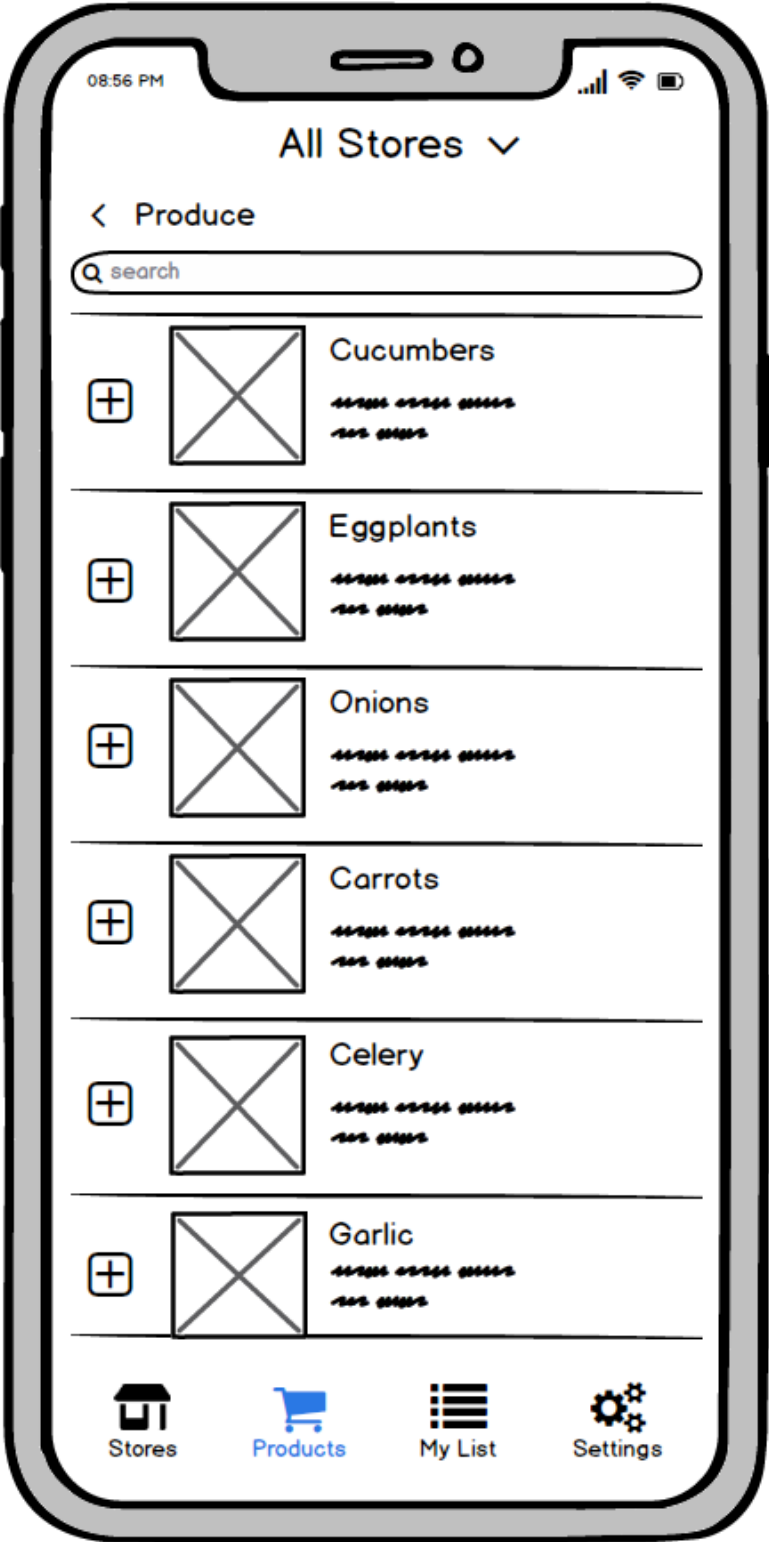 08:56 PM
All Stores
Produce
search
Cucumbers
Eggplants
Onions
Carrots
Celery
Garlic
Stores
Products
My List
Settings